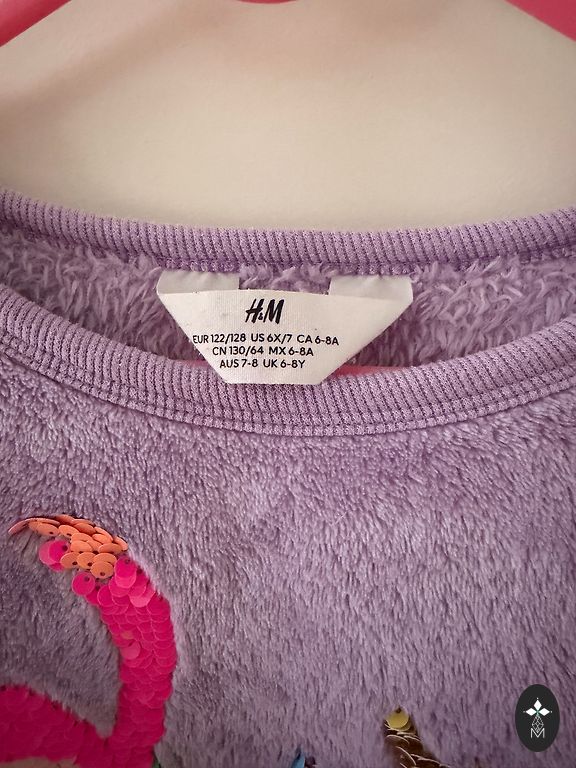 H&M
EUR 122/128 US 6X/7 CA 6-8A
CN 130/64 MX 6-8A
AUS 7-8 UK 6-8Y
M